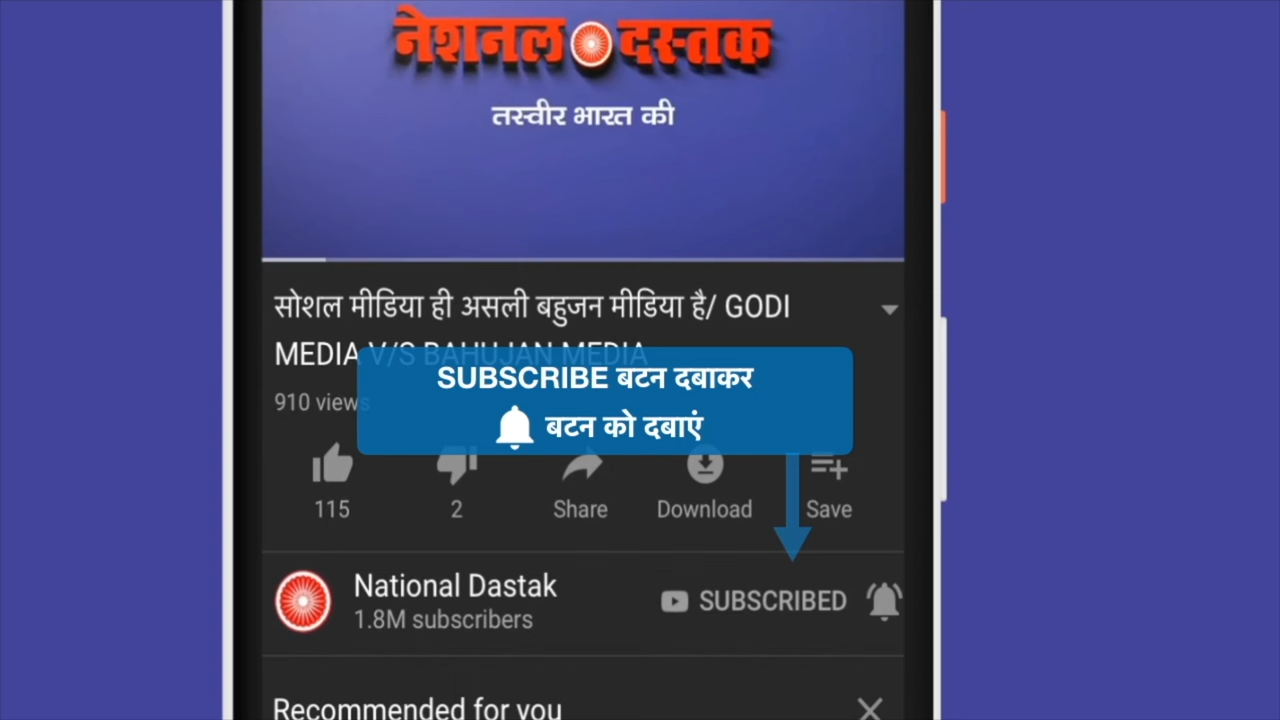 नेशनल दस्तक
तस्वीर भारत की
सोशल मीडिया ही असली बहुजन मीडिया है/ GODI
MEDIA V/S BAHUJAN MEDIA
910 views
SUBSCRIBE बटन दबाकर
बटन को दबाएं
115
2
Share
Download
Save
National Dastak
1.8M subscribers
SUBSCRIBED
Recommended for you